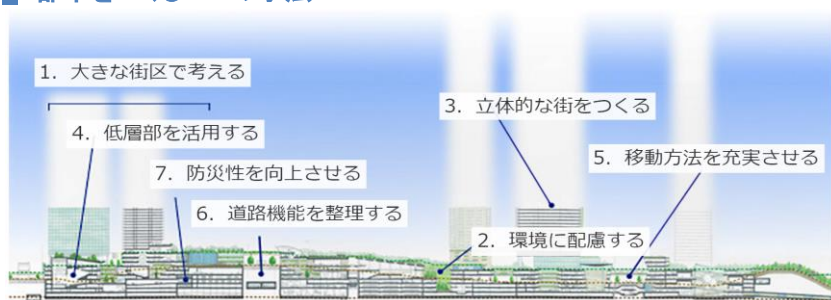 1. 大きな街区で考える
3. 立体的な街をつくる
4. 低層部を活用する
5. 移動方法を充実させる
7. 防災性を向上させる
6. 道路機能を整理する
2. 環境に配慮する